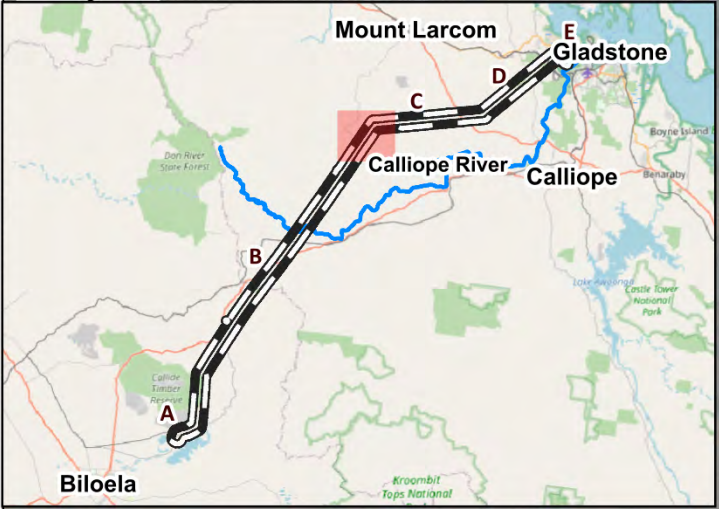 Mount Larcom
E
Gladstone
D
C
Boyne Island
Don River
State Forest
Calliope River
Calliope
Benaraby
B
Lake Awoonga
Castle Tower
National
Park
Callide
Timber
Reserve
A
Biloela
Kroombit
Tops National